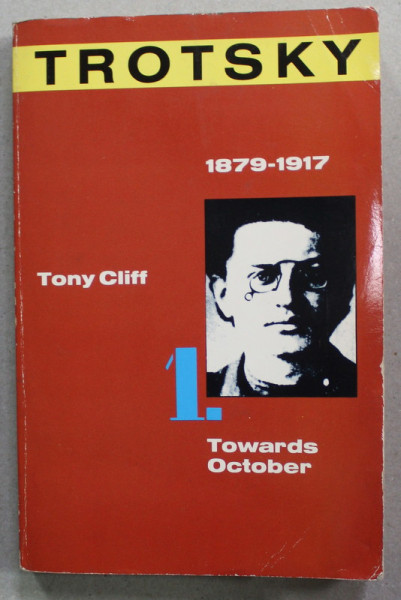 TROTSKY
1879-1917
Tony Cliff
1.
Towards
October